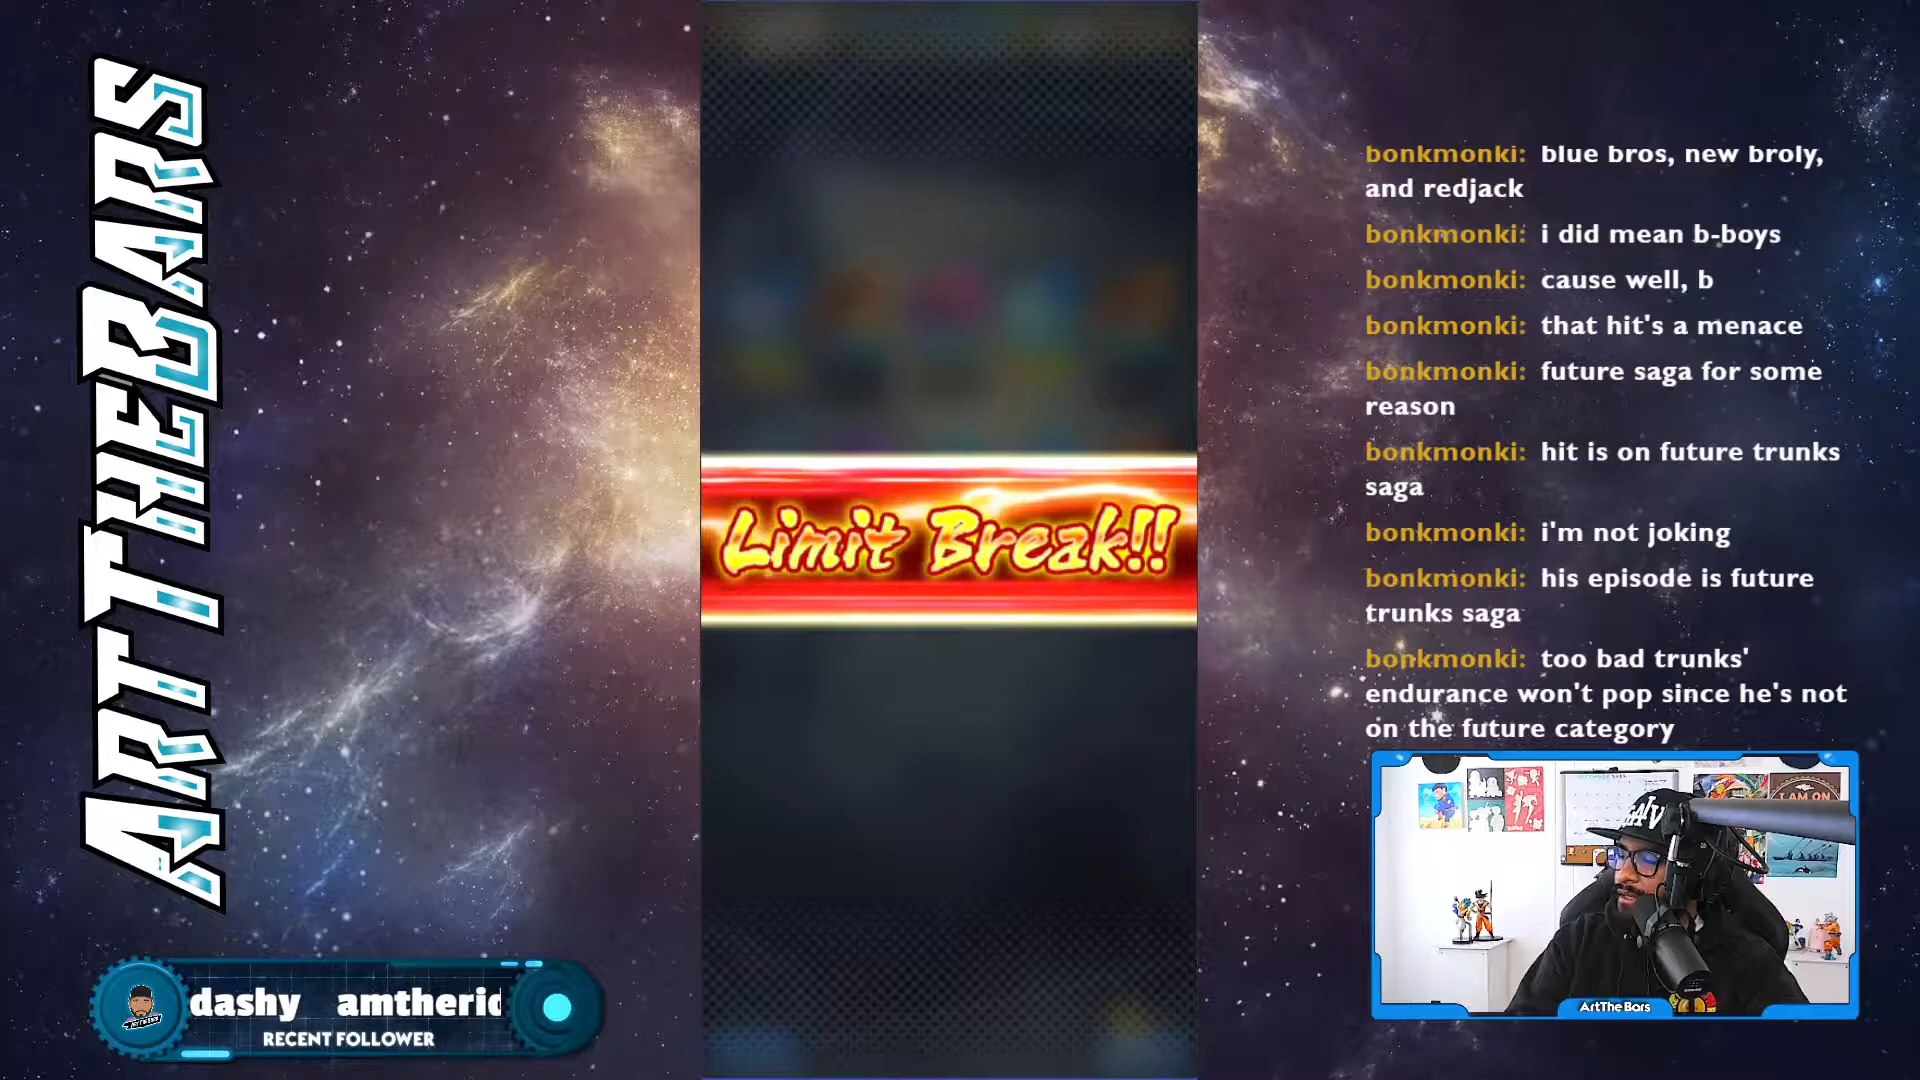 ARTTHEBARS
Limit Break!!
bonkmonki: blue bros, new broly,
and redjack
bonkmonki: i did mean b-boys
bonkmonki: cause well, b
bonkmonki: that hit's a menace
bonkmonki: future saga for some
reason
bonkmonki: hit is on future trunks
saga
bonkmonki: i'm not joking
bonkmonki: his episode is future
trunks saga
bonkmonki: too bad trunks'
endurance won't pop since he's not
on the future category
I AM ON
ArtTheBars
dashy amtheric
RECENT FOLLOWER